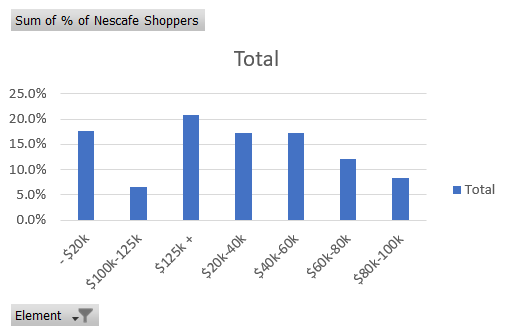 Sum of % of Nescafe Shoppers
Total
25.0%
20.0%
15.0%
10.0%
5.0%
0.0%
- $20k
$100k-125k
$125k +
$20k-40k
$40k-60k
$60k-80k
$80k-100k
Total
Element